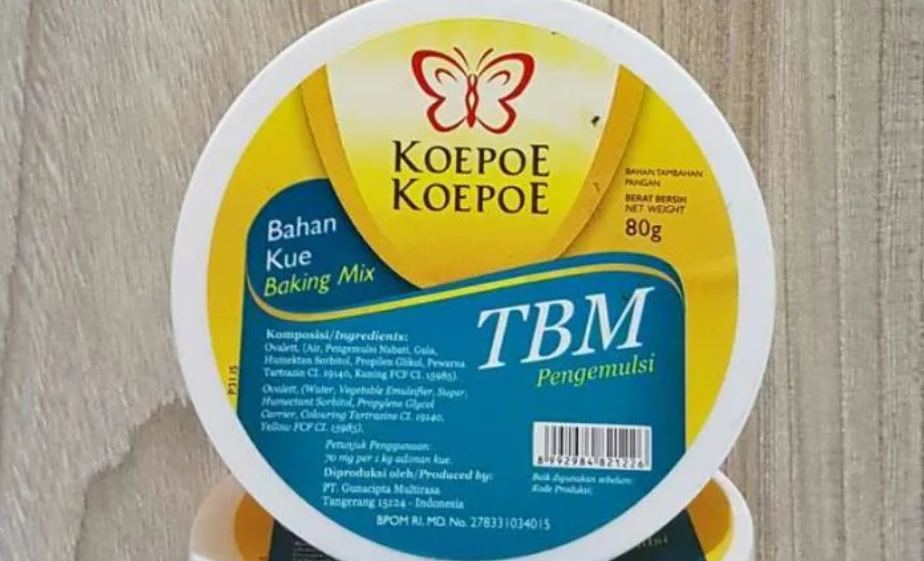 KOEPOE
KOEPOE
BAHAN TAMBAHAN
PANGAN
BERAT BERSIH
NET WEIGHT
80g
Bahan
Kue
Baking Mix
TBM
Pengemulsi
Komposisi/Ingredients:
Ovalett, (Air, Pengemulsi Nabati, Gula,
Humektan Sorbitol, Propilen Glikol, Pewarna
Tartrazin CI. 19140, Kuning FCF CI. 15985).
Ovalett, (Water, Vegetable Emulsifier, Sugar,
Humectant Sorbitol, Propylene Glycol
Carrier, Colouring Tartrazine CI. 19140,
Yellow FCF CI. 15985).
Petunjuk Penggunaan:
70 mg per 1 kg adonan kue.
Diproduksi oleh/Produced by:
PT. Gunacipta Multirasa
Tangerang 15124 - Indonesia
BPOM RI. MD. No. 278331034015
8 992984 821226
Baik digunakan sebelum:
Kode Produksi:
P3115